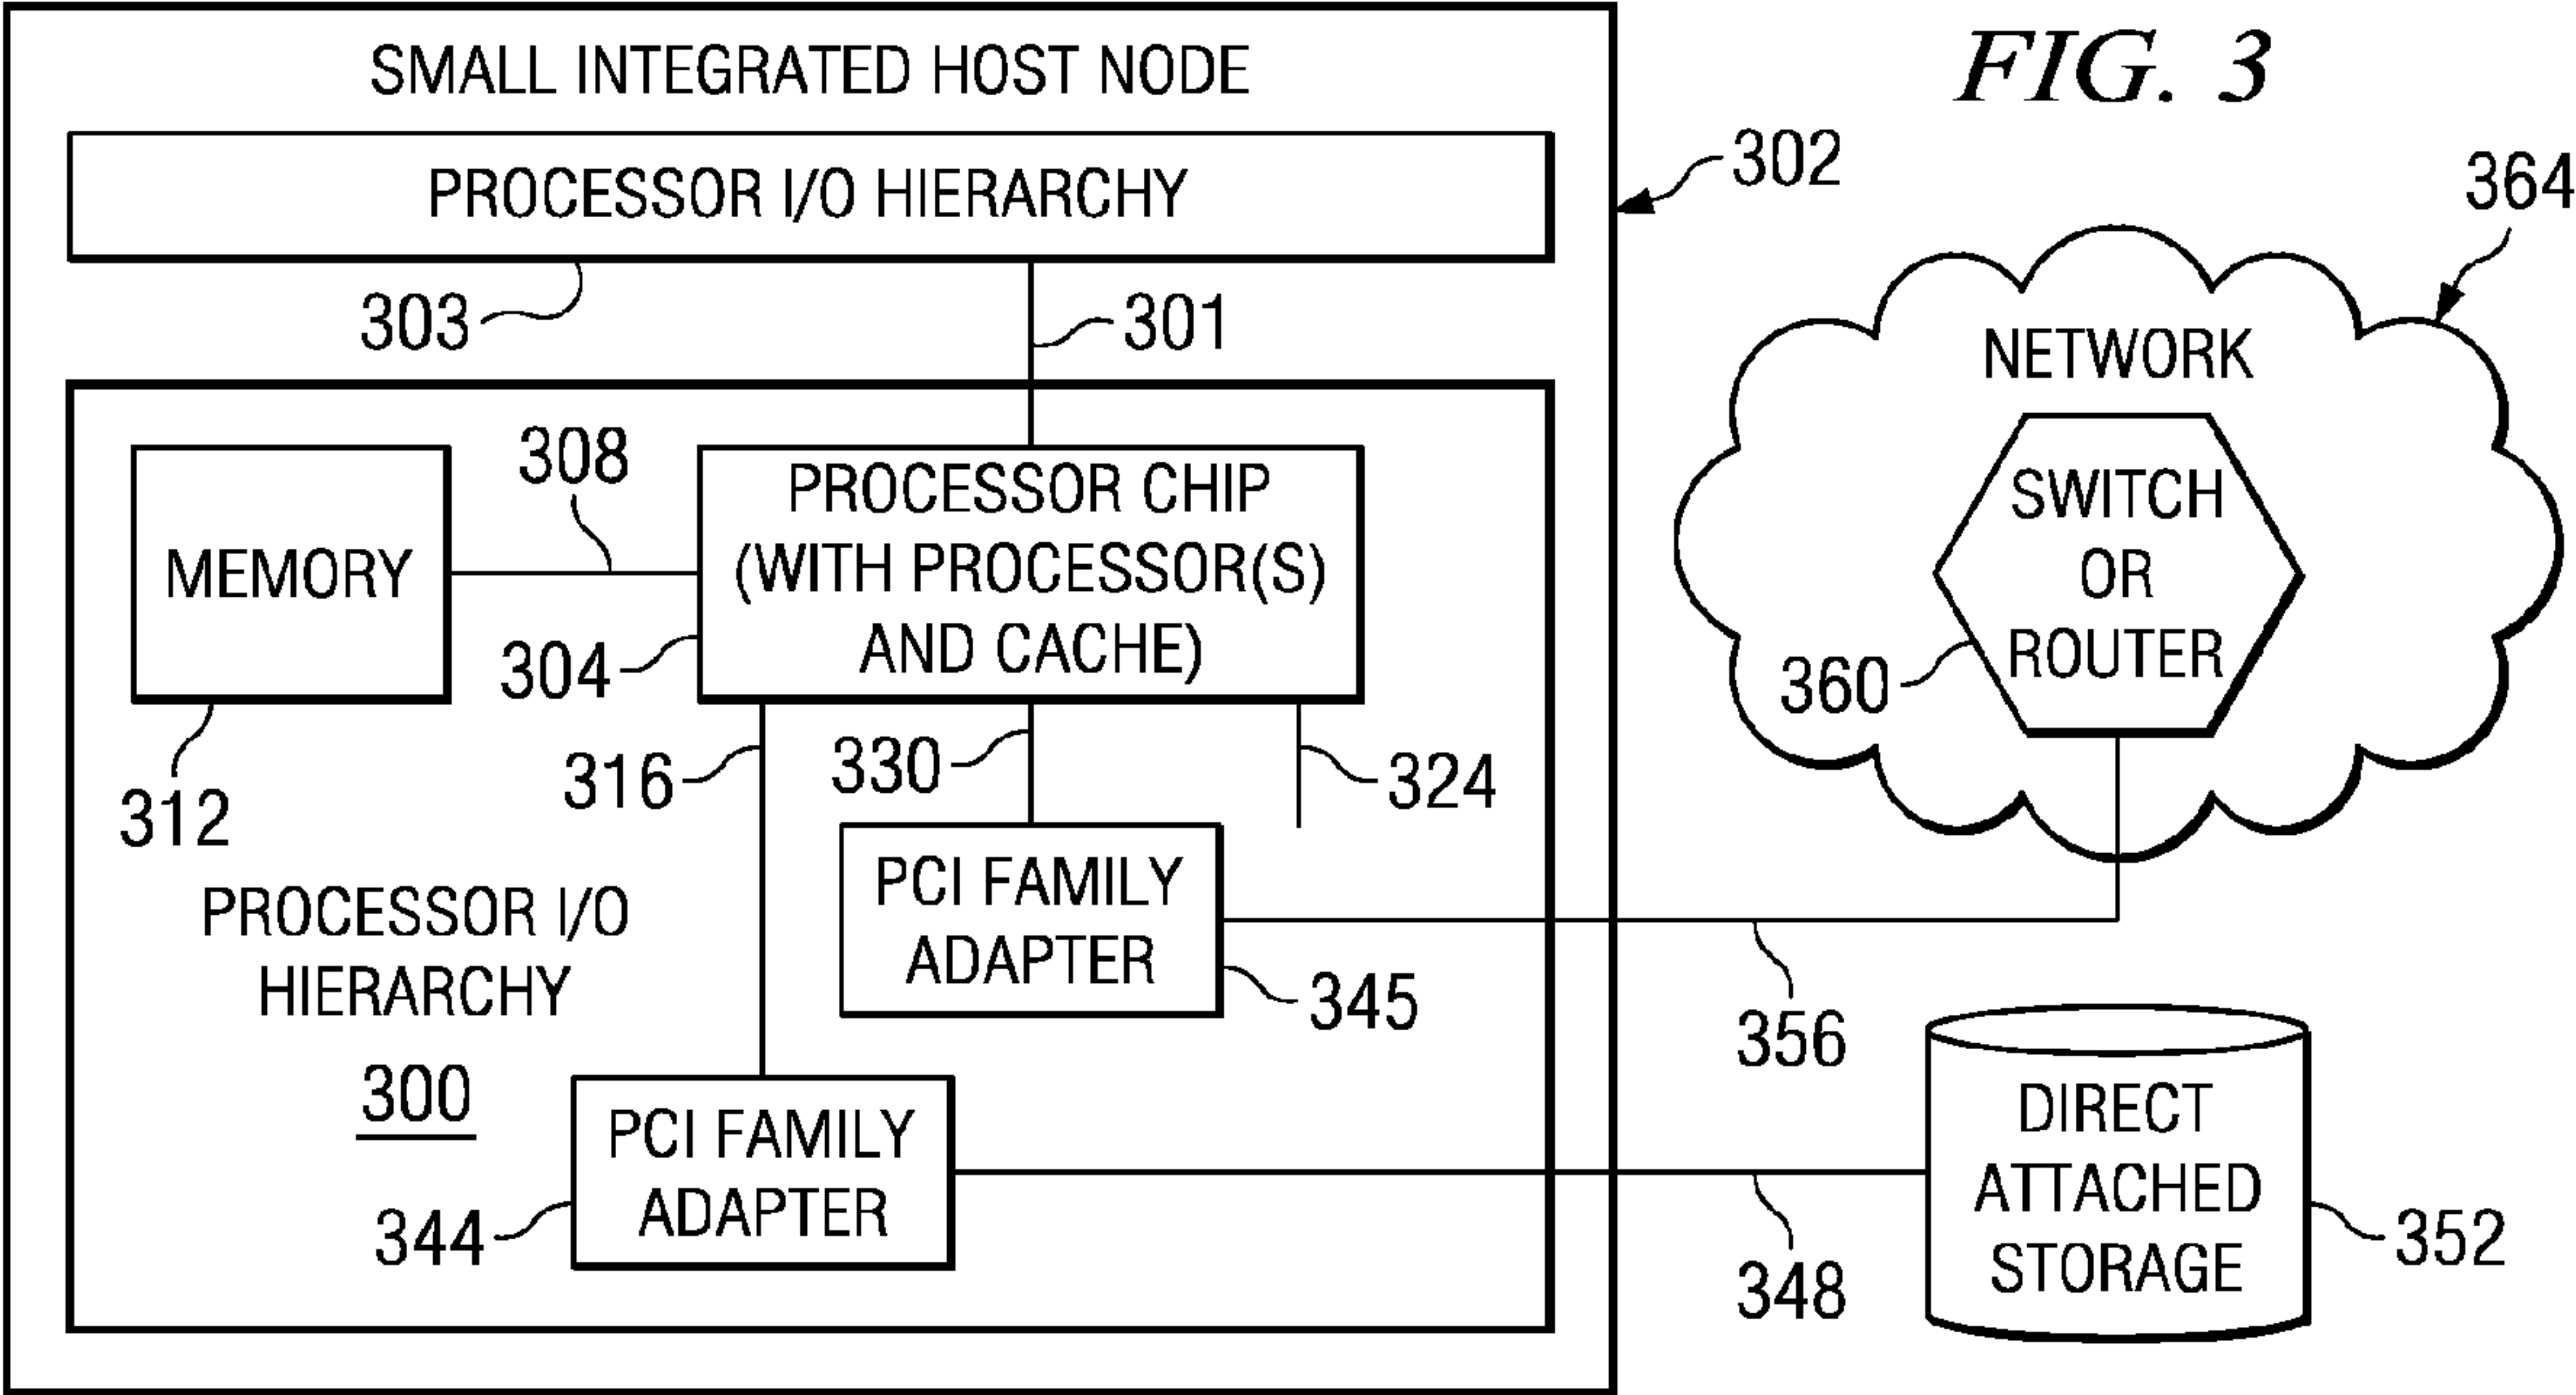 FIG. 3
SMALL INTEGRATED HOST NODE
PROCESSOR I/O HIERARCHY
302
364
303
301
NETWORK
308
PROCESSOR CHIP
(WITH PROCESSOR(S)
AND CACHE)
MEMORY
SWITCH
OR
ROUTER
304
360
316
330
324
312
PCI FAMILY
ADAPTER
PROCESSOR I/O
HIERARCHY
345
356
300
PCI FAMILY
ADAPTER
DIRECT
ATTACHED
STORAGE
344
348
352